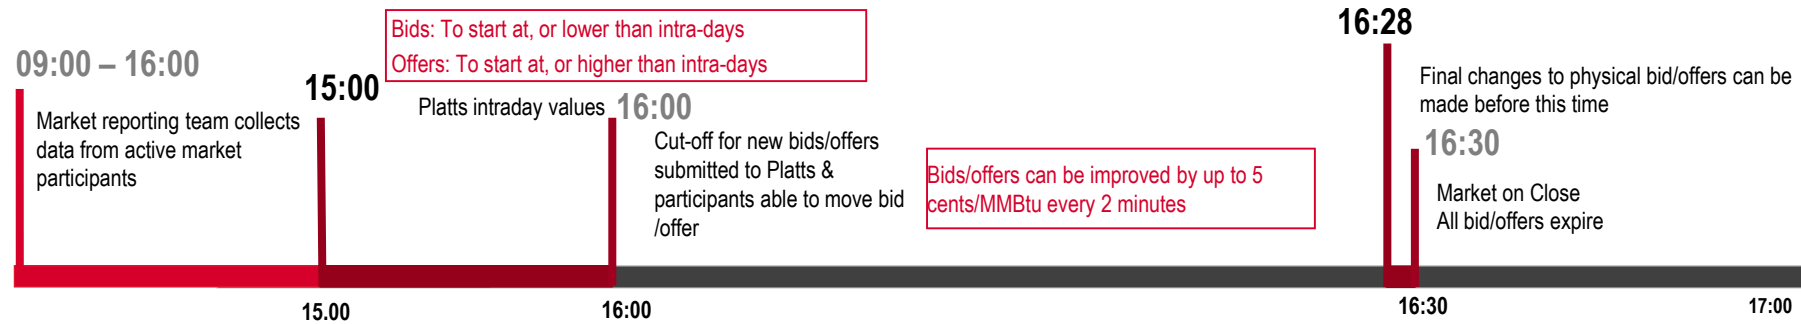 09:00 – 16:00
Market reporting team collects
data from active market
participants
15:00
Bids: To start at, or lower than intra-days
Offers: To start at, or higher than intra-days
Platts intraday values
16:00
Cut-off for new bids/offers
submitted to Platts &
participants able to move bid
/offer
Bids/offers can be improved by up to 5
cents/MMBtu every 2 minutes
16:28
Final changes to physical bid/offers can be
made before this time
16:30
Market on Close
All bid/offers expire
15.00
16:00
16:30
17:00